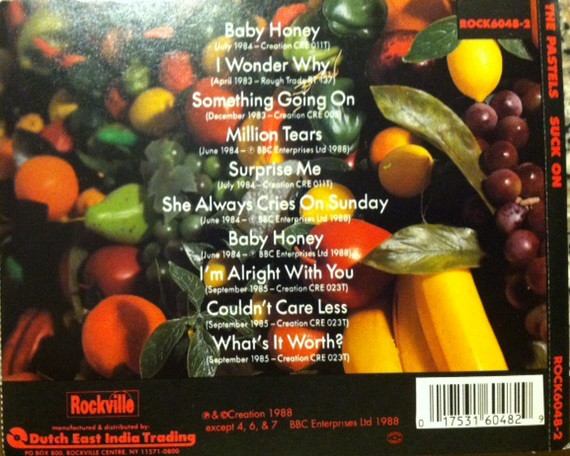 Baby Honey
(July 1984 – Creation CRE 011T)
I Wonder Why
(April 1983 – Rough Trade RT 137)
Something Going On
(December 1983 – Creation CRE 005)
Million Tears
(June 1984 – ℗ BBC Enterprises Ltd 1988)
Surprise Me
(July 1984 – Creation CRE 011T)
She Always Cries On Sunday
(June 1984 – ℗ BBC Enterprises Ltd 1988)
Baby Honey
(June 1984 – ℗ BBC Enterprises Ltd 1988)
I'm Alright With You
(September 1985 – Creation CRE 023T)
Couldn't Care Less
(September 1985 – Creation CRE 023T)
What's It Worth?
(September 1985 – Creation CRE 023T)
ROCK6048-2
THE PASTELS SUCK ON
ROCK6048-2
Rockville
manufactured & distributed by:
Dutch East India Trading
PO BOX 800, ROCKVILLE CENTRE, NY 11571-0800
℗ & ©Creation 1988
except 4, 6, & 7 BBC Enterprises Ltd 1988
0 17531 60482 9